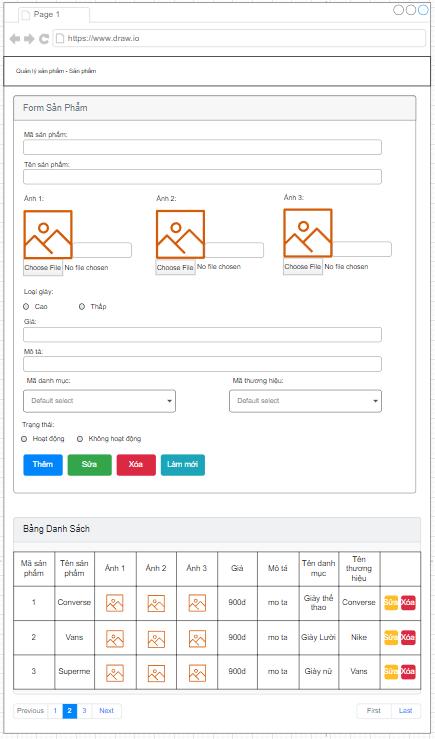 Page 1
https://www.draw.io
Quản lý sản phẩm - Sản phẩm
Form Sản Phẩm
Mã sản phẩm:
Tên sản phẩm:
Ảnh 1: Ảnh 2: Ảnh 3:
Choose File No file chosen Choose File No file chosen Choose File No file chosen
Loại giày:
Cao Thấp
Giá:
Mô tả:
Mã danh mục: Mã thương hiệu:
Default select Default select
Trạng thái:
Hoạt động Không hoạt động
Thêm Sửa Xóa Làm mới
Bảng Danh Sách
Mã sản phẩm Tên sản phẩm Ảnh 1 Ảnh 2 Ảnh 3 Giá Mô tả Tên danh mục Tên thương hiệu
1 Converse 900d mo ta Giày thể thao Converse Sửa Xóa
2 Vans 900d mo ta Giày Lười Nike Sửa Xóa
3 Superme 900d mo ta Giày nữ Vans Sửa Xóa
Previous 1 2 3 Next First Last